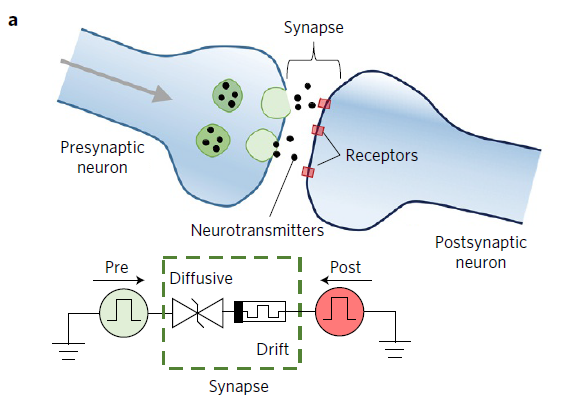 a
Synapse
Presynaptic
neuron
Receptors
Neurotransmitters
Postsynaptic
neuron
Pre
Diffusive
Post
Drift
Synapse